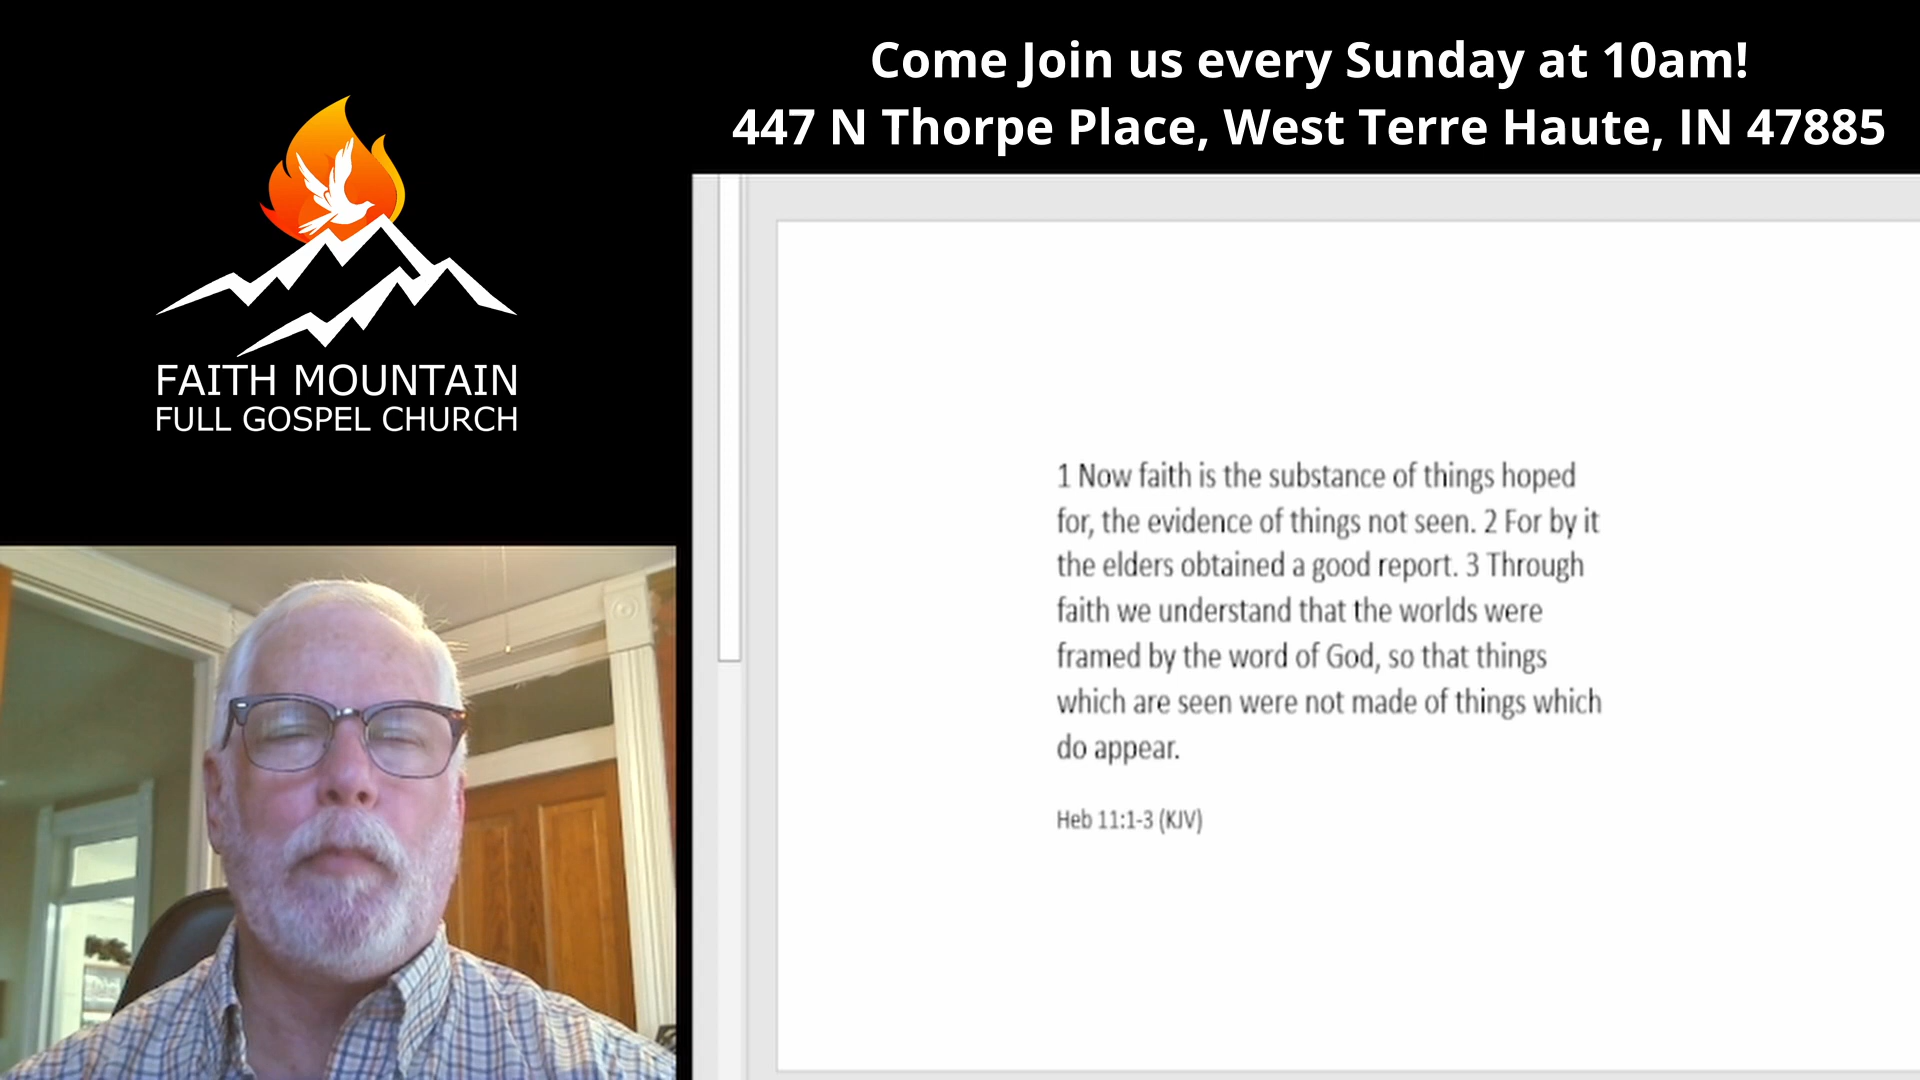 Come Join us every Sunday at 10am!
447 N Thorpe Place, West Terre Haute, IN 47885
FAITH MOUNTAIN
FULL GOSPEL CHURCH
1 Now faith is the substance of things hoped
for, the evidence of things not seen. 2 For by it
the elders obtained a good report. 3 Through
faith we understand that the worlds were
framed by the word of God, so that things
which are seen were not made of things which
do appear.
Heb 11:1-3 (KJV)